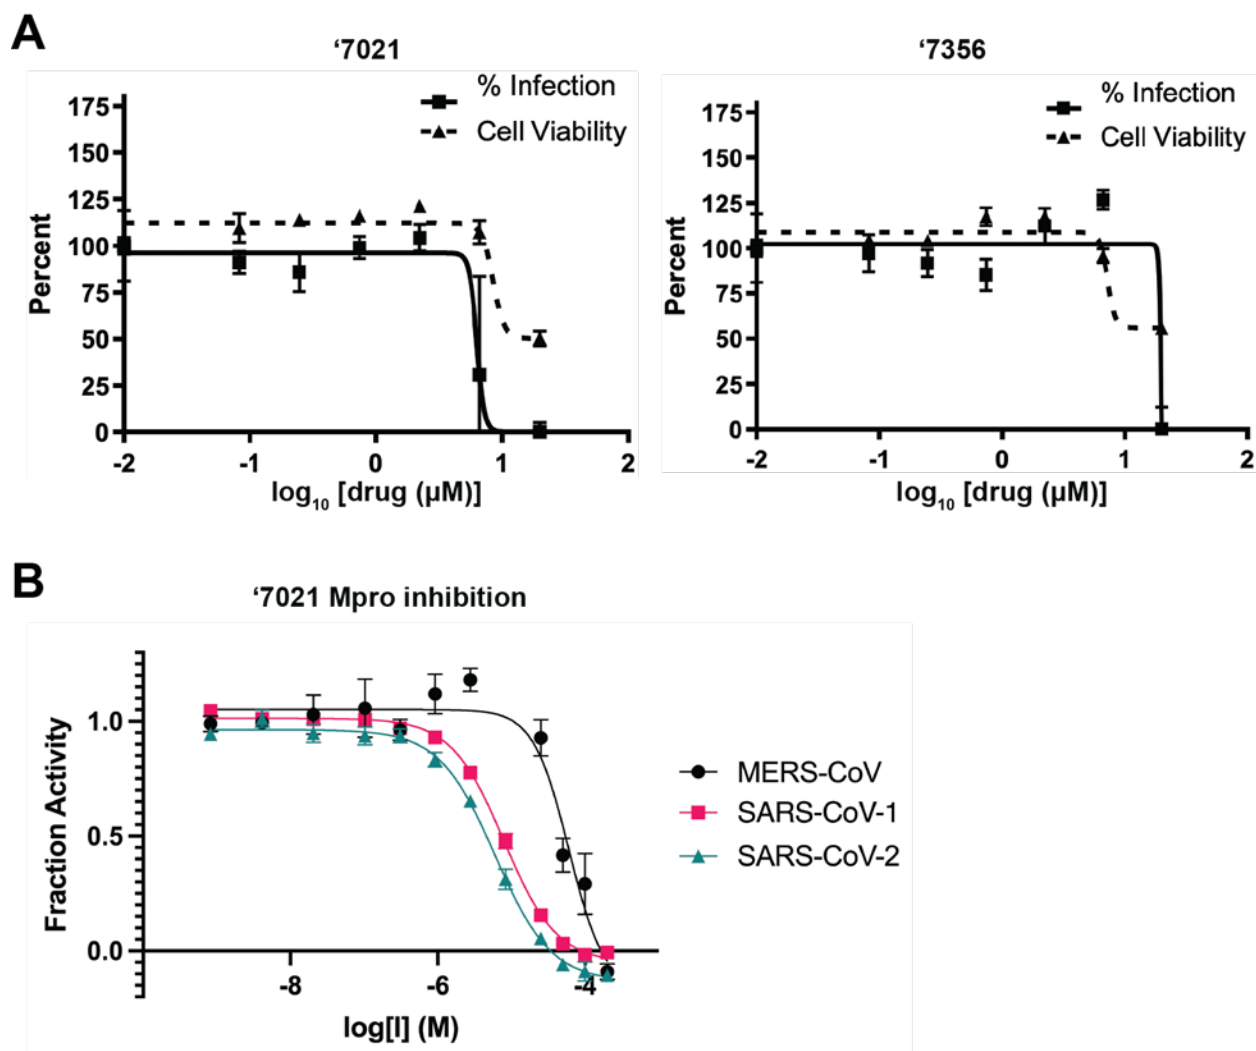 A
‘7021
% Infection
Cell Viability
175
150
125
100
75
50
25
0
Percent
-2 -1 0 1 2
log10 [drug (µM)]
‘7356
% Infection
Cell Viability
175
150
125
100
75
50
25
0
Percent
-2 -1 0 1 2
log10 [drug (µM)]
B
‘7021 Mpro inhibition
1.0
0.5
0.0
Fraction Activity
-8 -6 -4
log[I] (M)
MERS-CoV
SARS-CoV-1
SARS-CoV-2